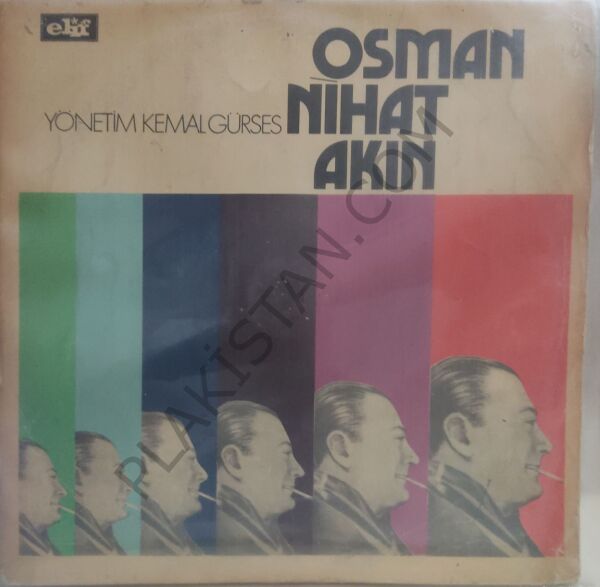 elif
OSMAN
YÖNETİM KEMAL GÜRSES NİHAT
AKIN
PLAKİSTAN.COM